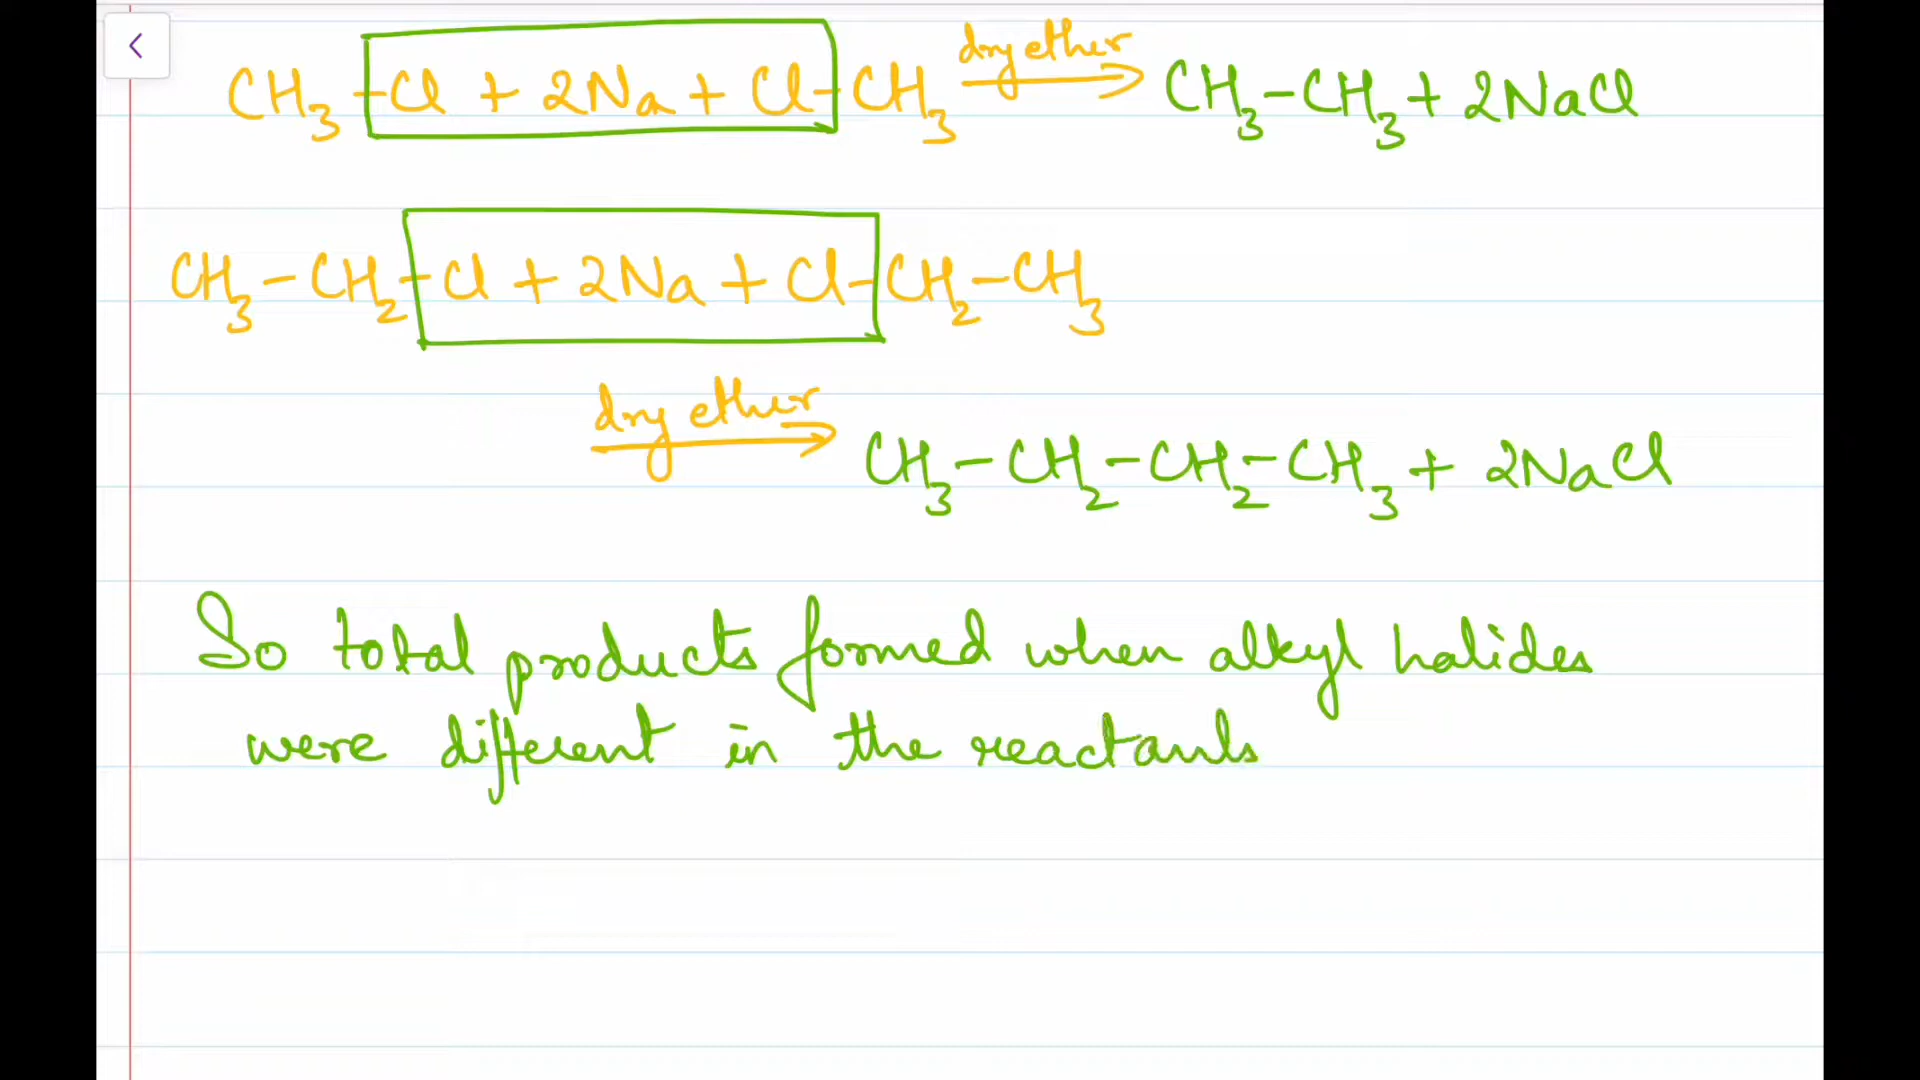 CH₃-Cl + 2Na + Cl-CH₃ dry ether → CH₃-CH₃ + 2NaCl
CH₃-CH₂-Cl + 2Na + Cl-CH₂-CH₃
dry ether → CH₃-CH₂-CH₂-CH₃ + 2NaCl
So total products formed when alkyl halides
were different in the reactants